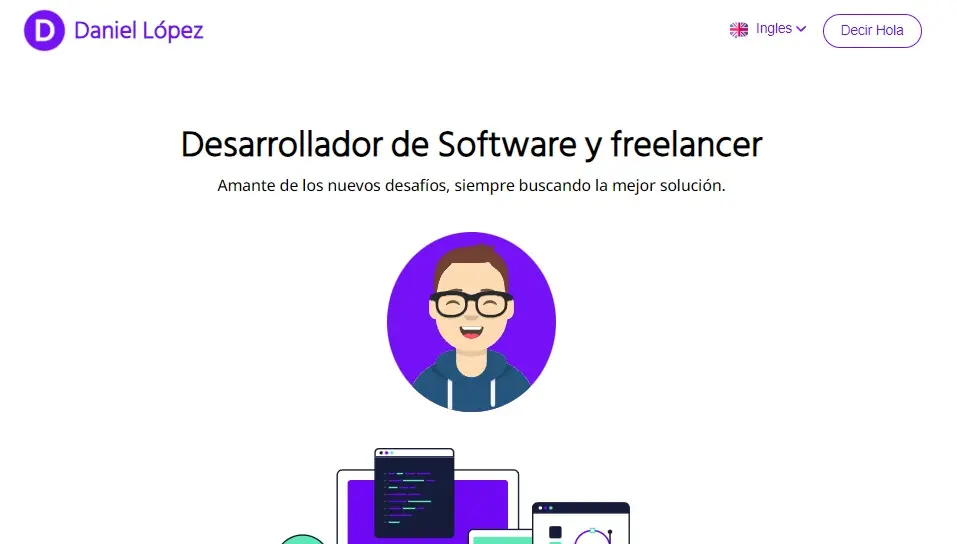 D Daniel López
Ingles
Decir Hola
Desarrollador de Software y freelancer
Amante de los nuevos desafíos, siempre buscando la mejor solución.